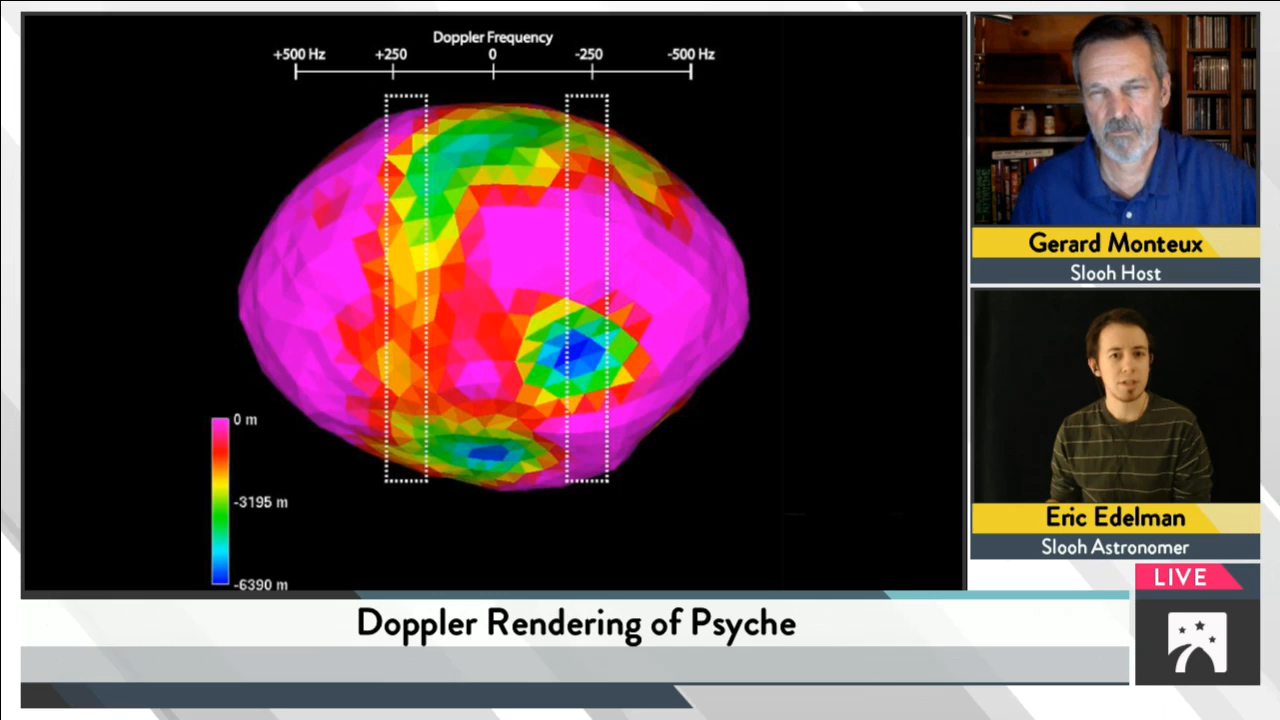 Doppler Frequency
+500 Hz +250 0 -250 -500 Hz
0 m
-3195 m
-6390 m
Gerard Monteux
Slooh Host
Eric Edelman
Slooh Astronomer
LIVE
Doppler Rendering of Psyche